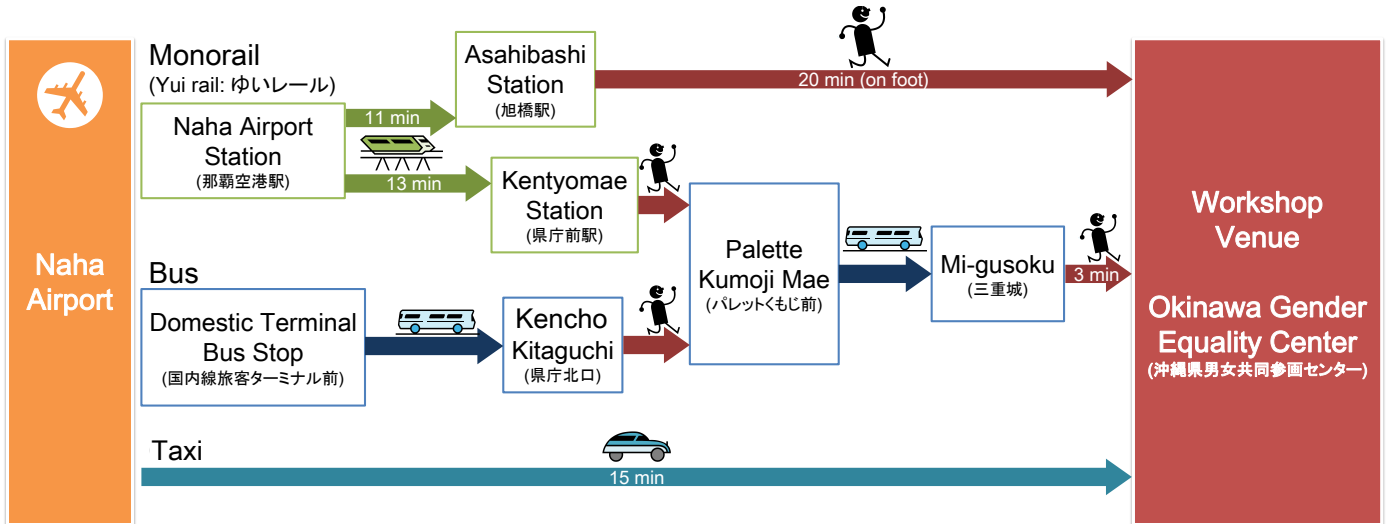 Naha
Airport
Monorail
(Yui rail: ゆいレール)
Naha Airport
Station
(那覇空港駅)
11 min
13 min
Asahibashi
Station
(旭橋駅)
20 min (on foot)
Kentyomae
Station
(県庁前駅)
Bus
Domestic Terminal
Bus Stop
(国内線旅客ターミナル前)
Kencho
Kitaguchi
(県庁北口)
Palette
Kumoji Mae
(パレットくもじ前)
Mi-gusoku
(三重城)
3 min
Taxi
15 min
Workshop
Venue
Okinawa Gender
Equality Center
(沖縄県男女共同参画センター)